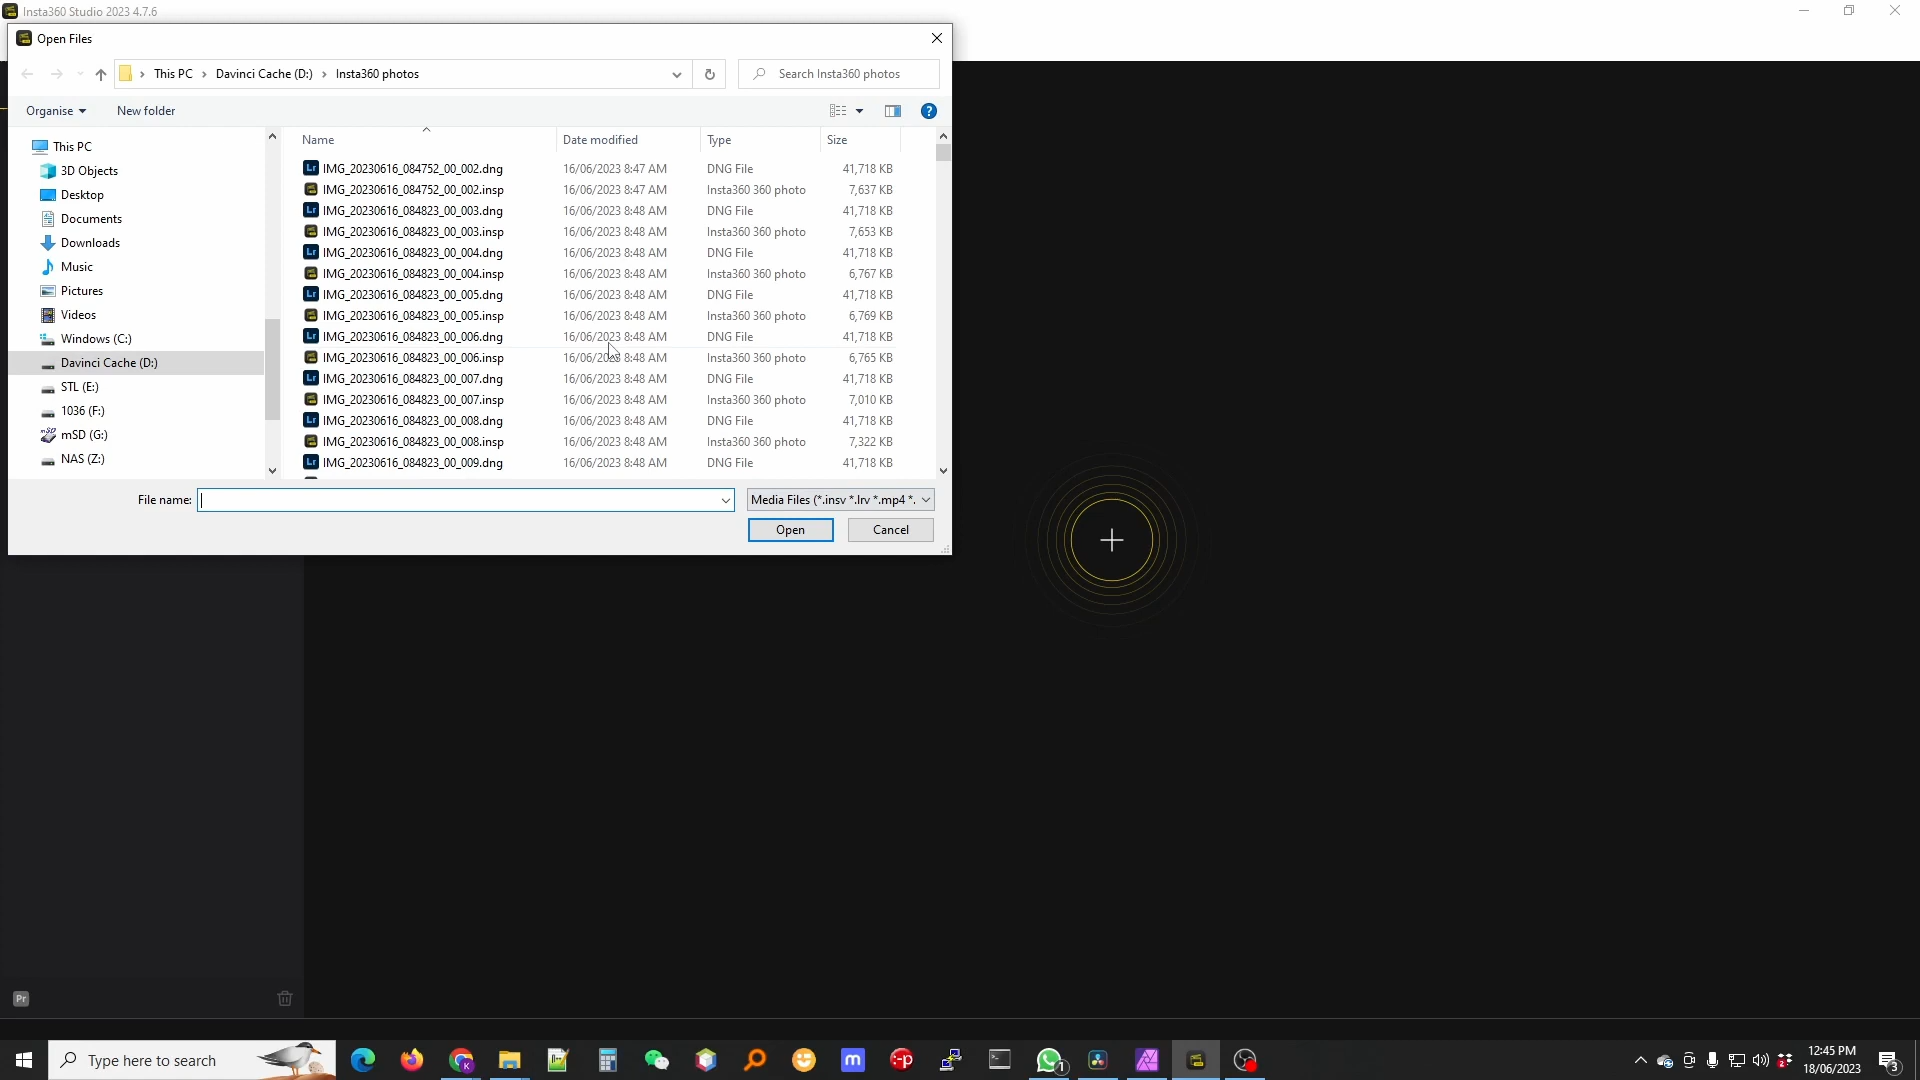 Insta360 Studio 2023 4.7.6
Open Files
This PC › Davinci Cache (D:) › Insta360 photos
Search Insta360 photos
Organise
New folder
Name Date modified Type Size
This PC
3D Objects
Desktop
Documents
Downloads
Music
Pictures
Videos
Windows (C:)
Davinci Cache (D:)
STL (E:)
1036 (F:)
mSD (G:)
NAS (Z:)
IMG_20230616_084752_00_002.dng 16/06/2023 8:47 AM DNG File 41,718 KB
IMG_20230616_084752_00_002.insp 16/06/2023 8:47 AM Insta360 360 photo 7,637 KB
IMG_20230616_084823_00_003.dng 16/06/2023 8:48 AM DNG File 41,718 KB
IMG_20230616_084823_00_003.insp 16/06/2023 8:48 AM Insta360 360 photo 7,653 KB
IMG_20230616_084823_00_004.dng 16/06/2023 8:48 AM DNG File 41,718 KB
IMG_20230616_084823_00_004.insp 16/06/2023 8:48 AM Insta360 360 photo 6,767 KB
IMG_20230616_084823_00_005.dng 16/06/2023 8:48 AM DNG File 41,718 KB
IMG_20230616_084823_00_005.insp 16/06/2023 8:48 AM Insta360 360 photo 6,769 KB
IMG_20230616_084823_00_006.dng 16/06/2023 8:48 AM DNG File 41,718 KB
IMG_20230616_084823_00_006.insp 16/06/2023 8:48 AM Insta360 360 photo 6,765 KB
IMG_20230616_084823_00_007.dng 16/06/2023 8:48 AM DNG File 41,718 KB
IMG_20230616_084823_00_007.insp 16/06/2023 8:48 AM Insta360 360 photo 7,010 KB
IMG_20230616_084823_00_008.dng 16/06/2023 8:48 AM DNG File 41,718 KB
IMG_20230616_084823_00_008.insp 16/06/2023 8:48 AM Insta360 360 photo 7,322 KB
IMG_20230616_084823_00_009.dng 16/06/2023 8:48 AM DNG File 41,718 KB
File name:
Media Files (*.insv *.lrv *.mp4 *.
Open
Cancel
Pr
Type here to search
12:45 PM
18/06/2023
3